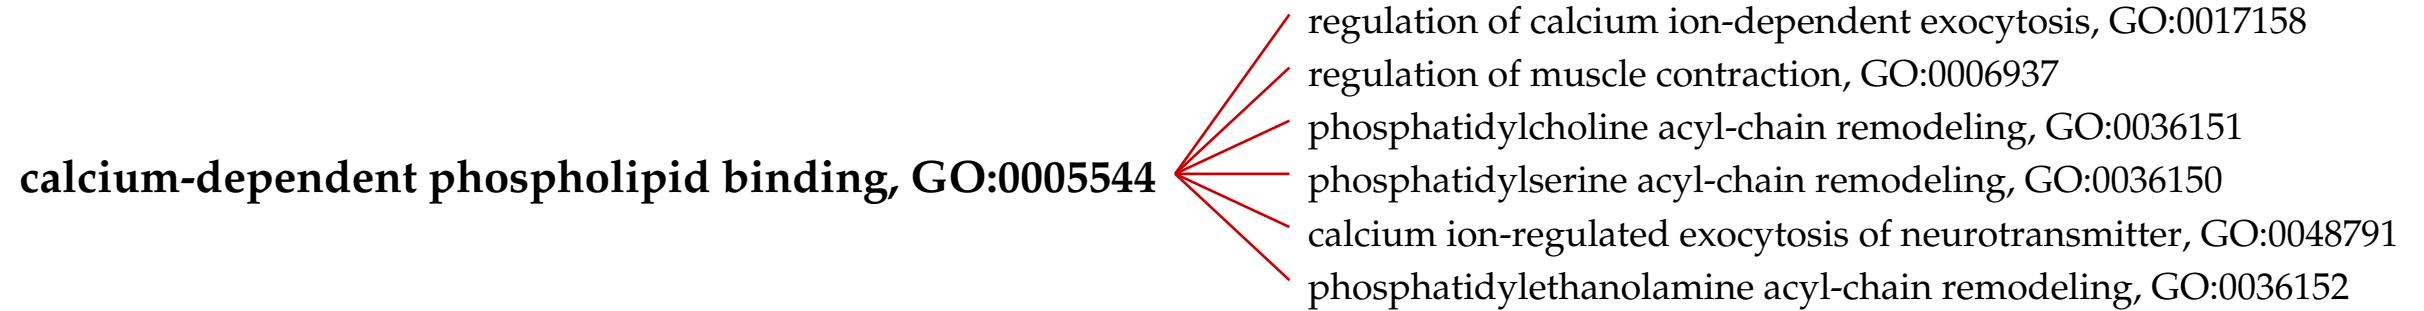 regulation of calcium ion-dependent exocytosis, GO:0017158
regulation of muscle contraction, GO:0006937
phosphatidylcholine acyl-chain remodeling, GO:0036151
calcium-dependent phospholipid binding, GO:0005544
phosphatidylserine acyl-chain remodeling, GO:0036150
calcium ion-regulated exocytosis of neurotransmitter, GO:0048791
phosphatidylethanolamine acyl-chain remodeling, GO:0036152